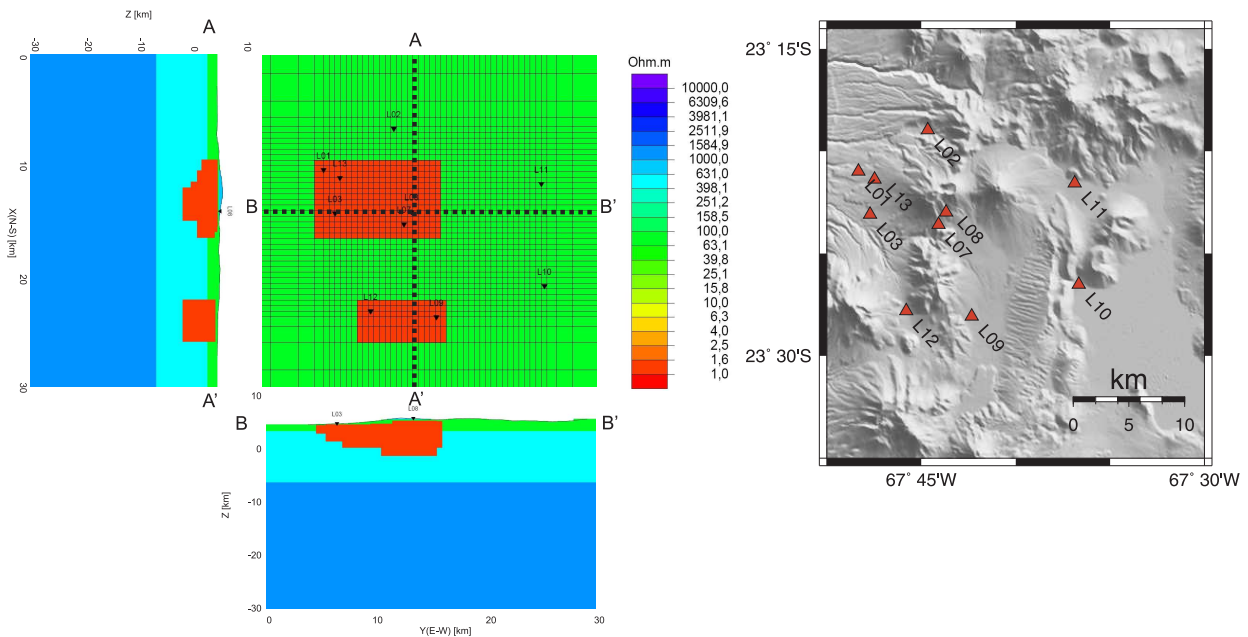 Z [km]
-30
-10
0
A
0
10
20
30
X(N-S) [km]
L08
A'
A
10
L02
L01
L13
L11
L03
L08
L07
B
B'
L10
L12
L09
A'
10
B
B'
L03
L08
0
-10
-20
-30
Z [km]
0
10
20
30
Y(E-W) [km]
Ohm.m
10000,0
6309,6
3981,1
2511,9
1584,9
1000,0
631,0
398,1
251,2
158,5
100,0
63,1
39,8
25,1
15,8
10,0
6,3
4,0
2,5
1,6
1,0
23° 15'S
23° 30'S
67° 45'W
67° 30'W
L02
L01
L13
L11
L03
L08
L07
L10
L12
L09
km
0
5
10